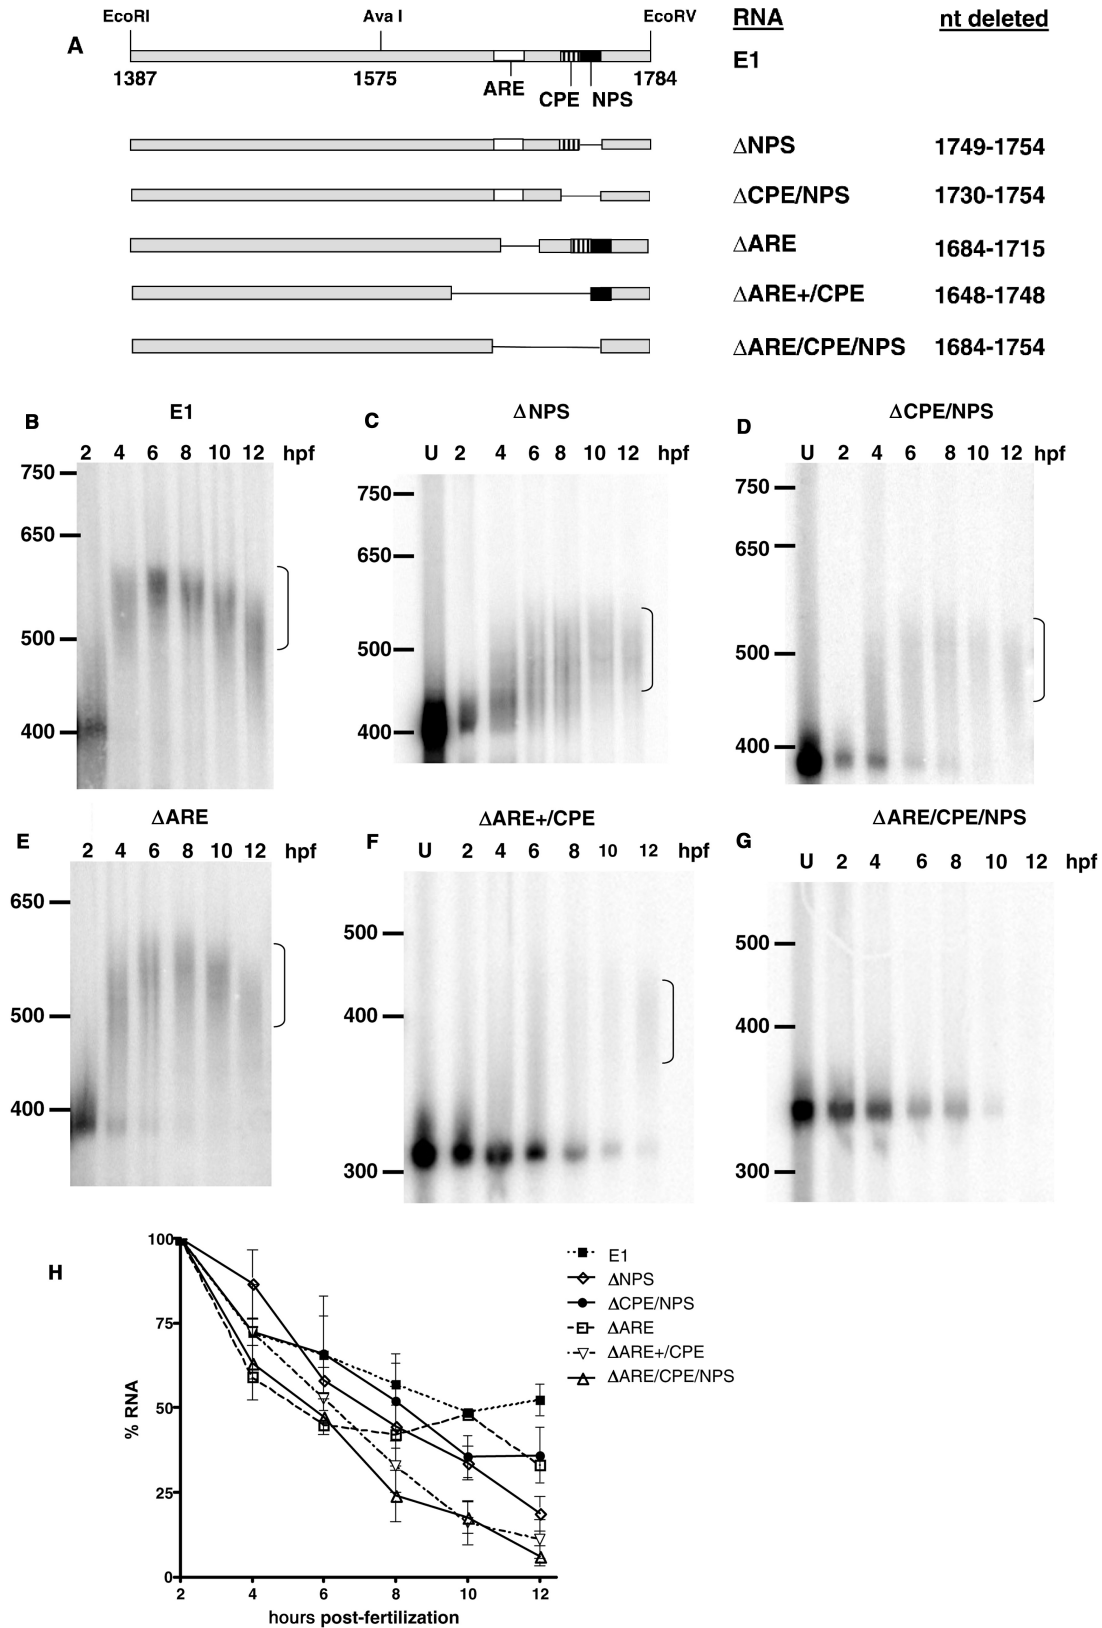 EcoRI Ava I EcoRV RNA nt deleted
A
E1
1387 1575 1784
ARE
CPE NPS
ΔNPS 1749-1754
ΔCPE/NPS 1730-1754
ΔARE 1684-1715
ΔARE+/CPE 1648-1748
ΔARE/CPE/NPS 1684-1754
B E1
2 4 6 8 10 12 hpf
750
650
500
400
C ΔNPS
U 2 4 6 8 10 12 hpf
750
650
500
400
D ΔCPE/NPS
U 2 4 6 8 10 12 hpf
750
650
500
400
E ΔARE
2 4 6 8 10 12 hpf
650
500
400
F ΔARE+/CPE
U 2 4 6 8 10 12 hpf
500
400
300
G ΔARE/CPE/NPS
U 2 4 6 8 10 12 hpf
500
400
300
H
100
75
50
25
0
% RNA
2 4 6 8 10 12
hours post-fertilization
E1
ΔNPS
ΔCPE/NPS
ΔARE
ΔARE+/CPE
ΔARE/CPE/NPS